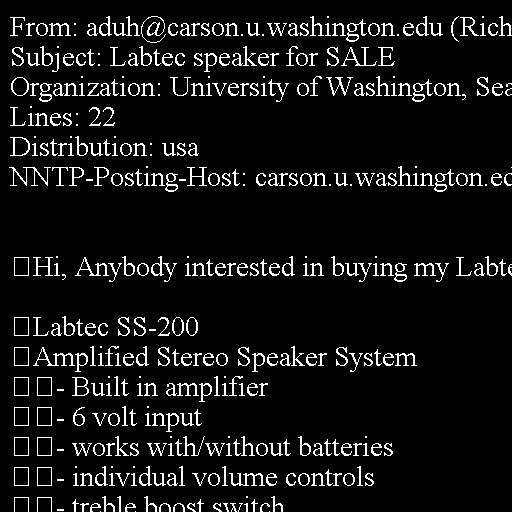 From: aduh@carson.u.washington.edu (Rich
Subject: Labtec speaker for SALE
Organization: University of Washington, Sea
Lines: 22
Distribution: usa
NNTP-Posting-Host: carson.u.washington.ed
Hi, Anybody interested in buying my Labte
Labtec SS-200
Amplified Stereo Speaker System
- Built in amplifier
- 6 volt input
- works with/without batteries
- individual volume controls
- treble boost switch